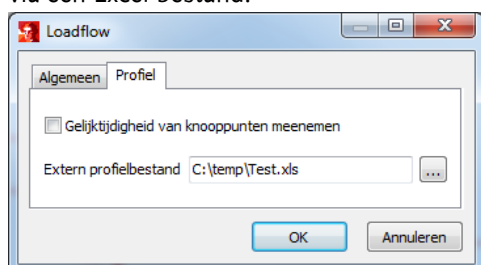 via een Excel bestand.
Loadflow
Algemeen Profiel
Gelijktijdigheid van knooppunten meenemen
Extern profielbestand C:\temp\Test.xls ...
OK Annuleren